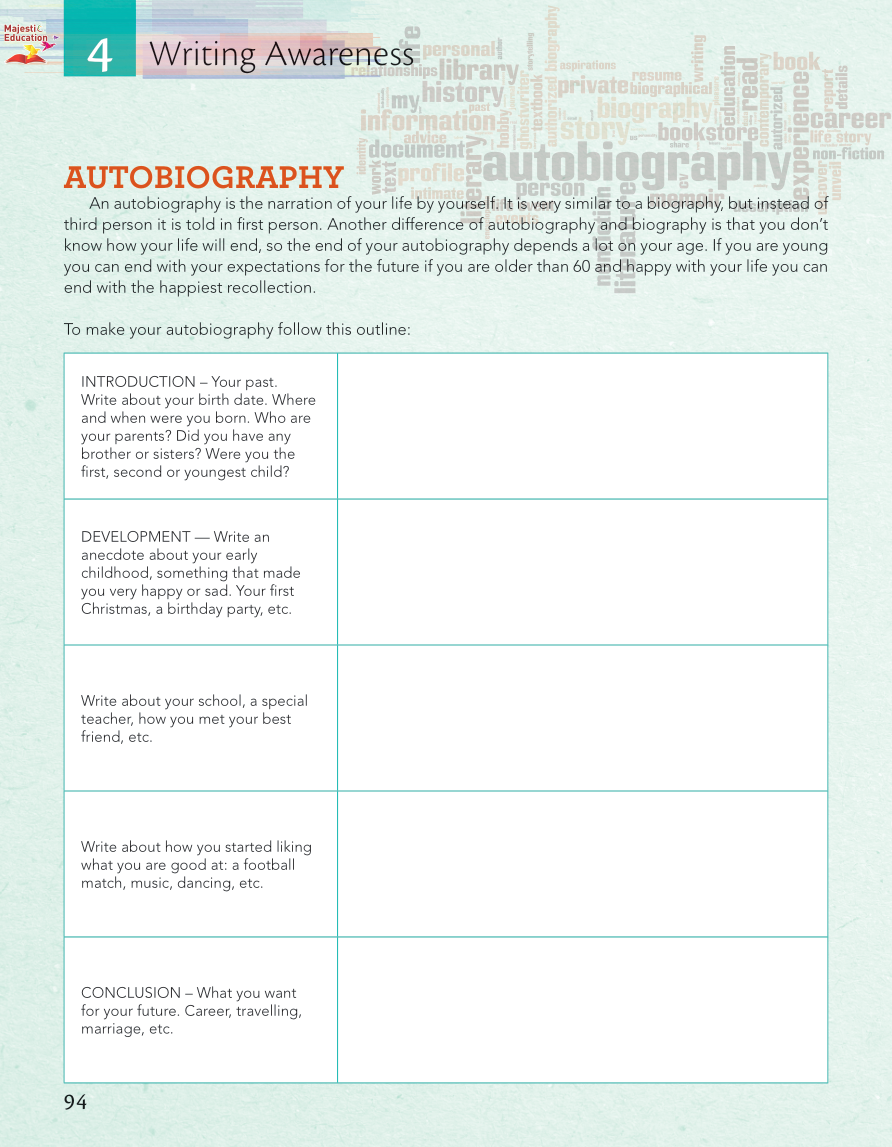 Majestic
Education
4
Writing Awareness
life
personal
author
storytelling
biography
aspirations
writing
book
relationships
library
private
resume
biographical
education
read
contemporary
report
details
my
history
past
information
hobby
ghostwriter
textbook
autorized
biography
autorized
experience
career
advice
story
as
bookstore
share
life story
identity
document
work
text
profile
autobiography
non-fiction
intimate
literary
person
cv
memoir
description
uncover
unveil
events
narration
literature
AUTOBIOGRAPHY
An autobiography is the narration of your life by yourself. It is very similar to a biography, but instead of
third person it is told in first person. Another difference of autobiography and biography is that you don’t
know how your life will end, so the end of your autobiography depends a lot on your age. If you are young
you can end with your expectations for the future if you are older than 60 and happy with your life you can
end with the happiest recollection.
To make your autobiography follow this outline:
INTRODUCTION – Your past.
Write about your birth date. Where
and when were you born. Who are
your parents? Did you have any
brother or sisters? Were you the
first, second or youngest child?
DEVELOPMENT — Write an
anecdote about your early
childhood, something that made
you very happy or sad. Your first
Christmas, a birthday party, etc.
Write about your school, a special
teacher, how you met your best
friend, etc.
Write about how you started liking
what you are good at: a football
match, music, dancing, etc.
CONCLUSION – What you want
for your future. Career, travelling,
marriage, etc.
94